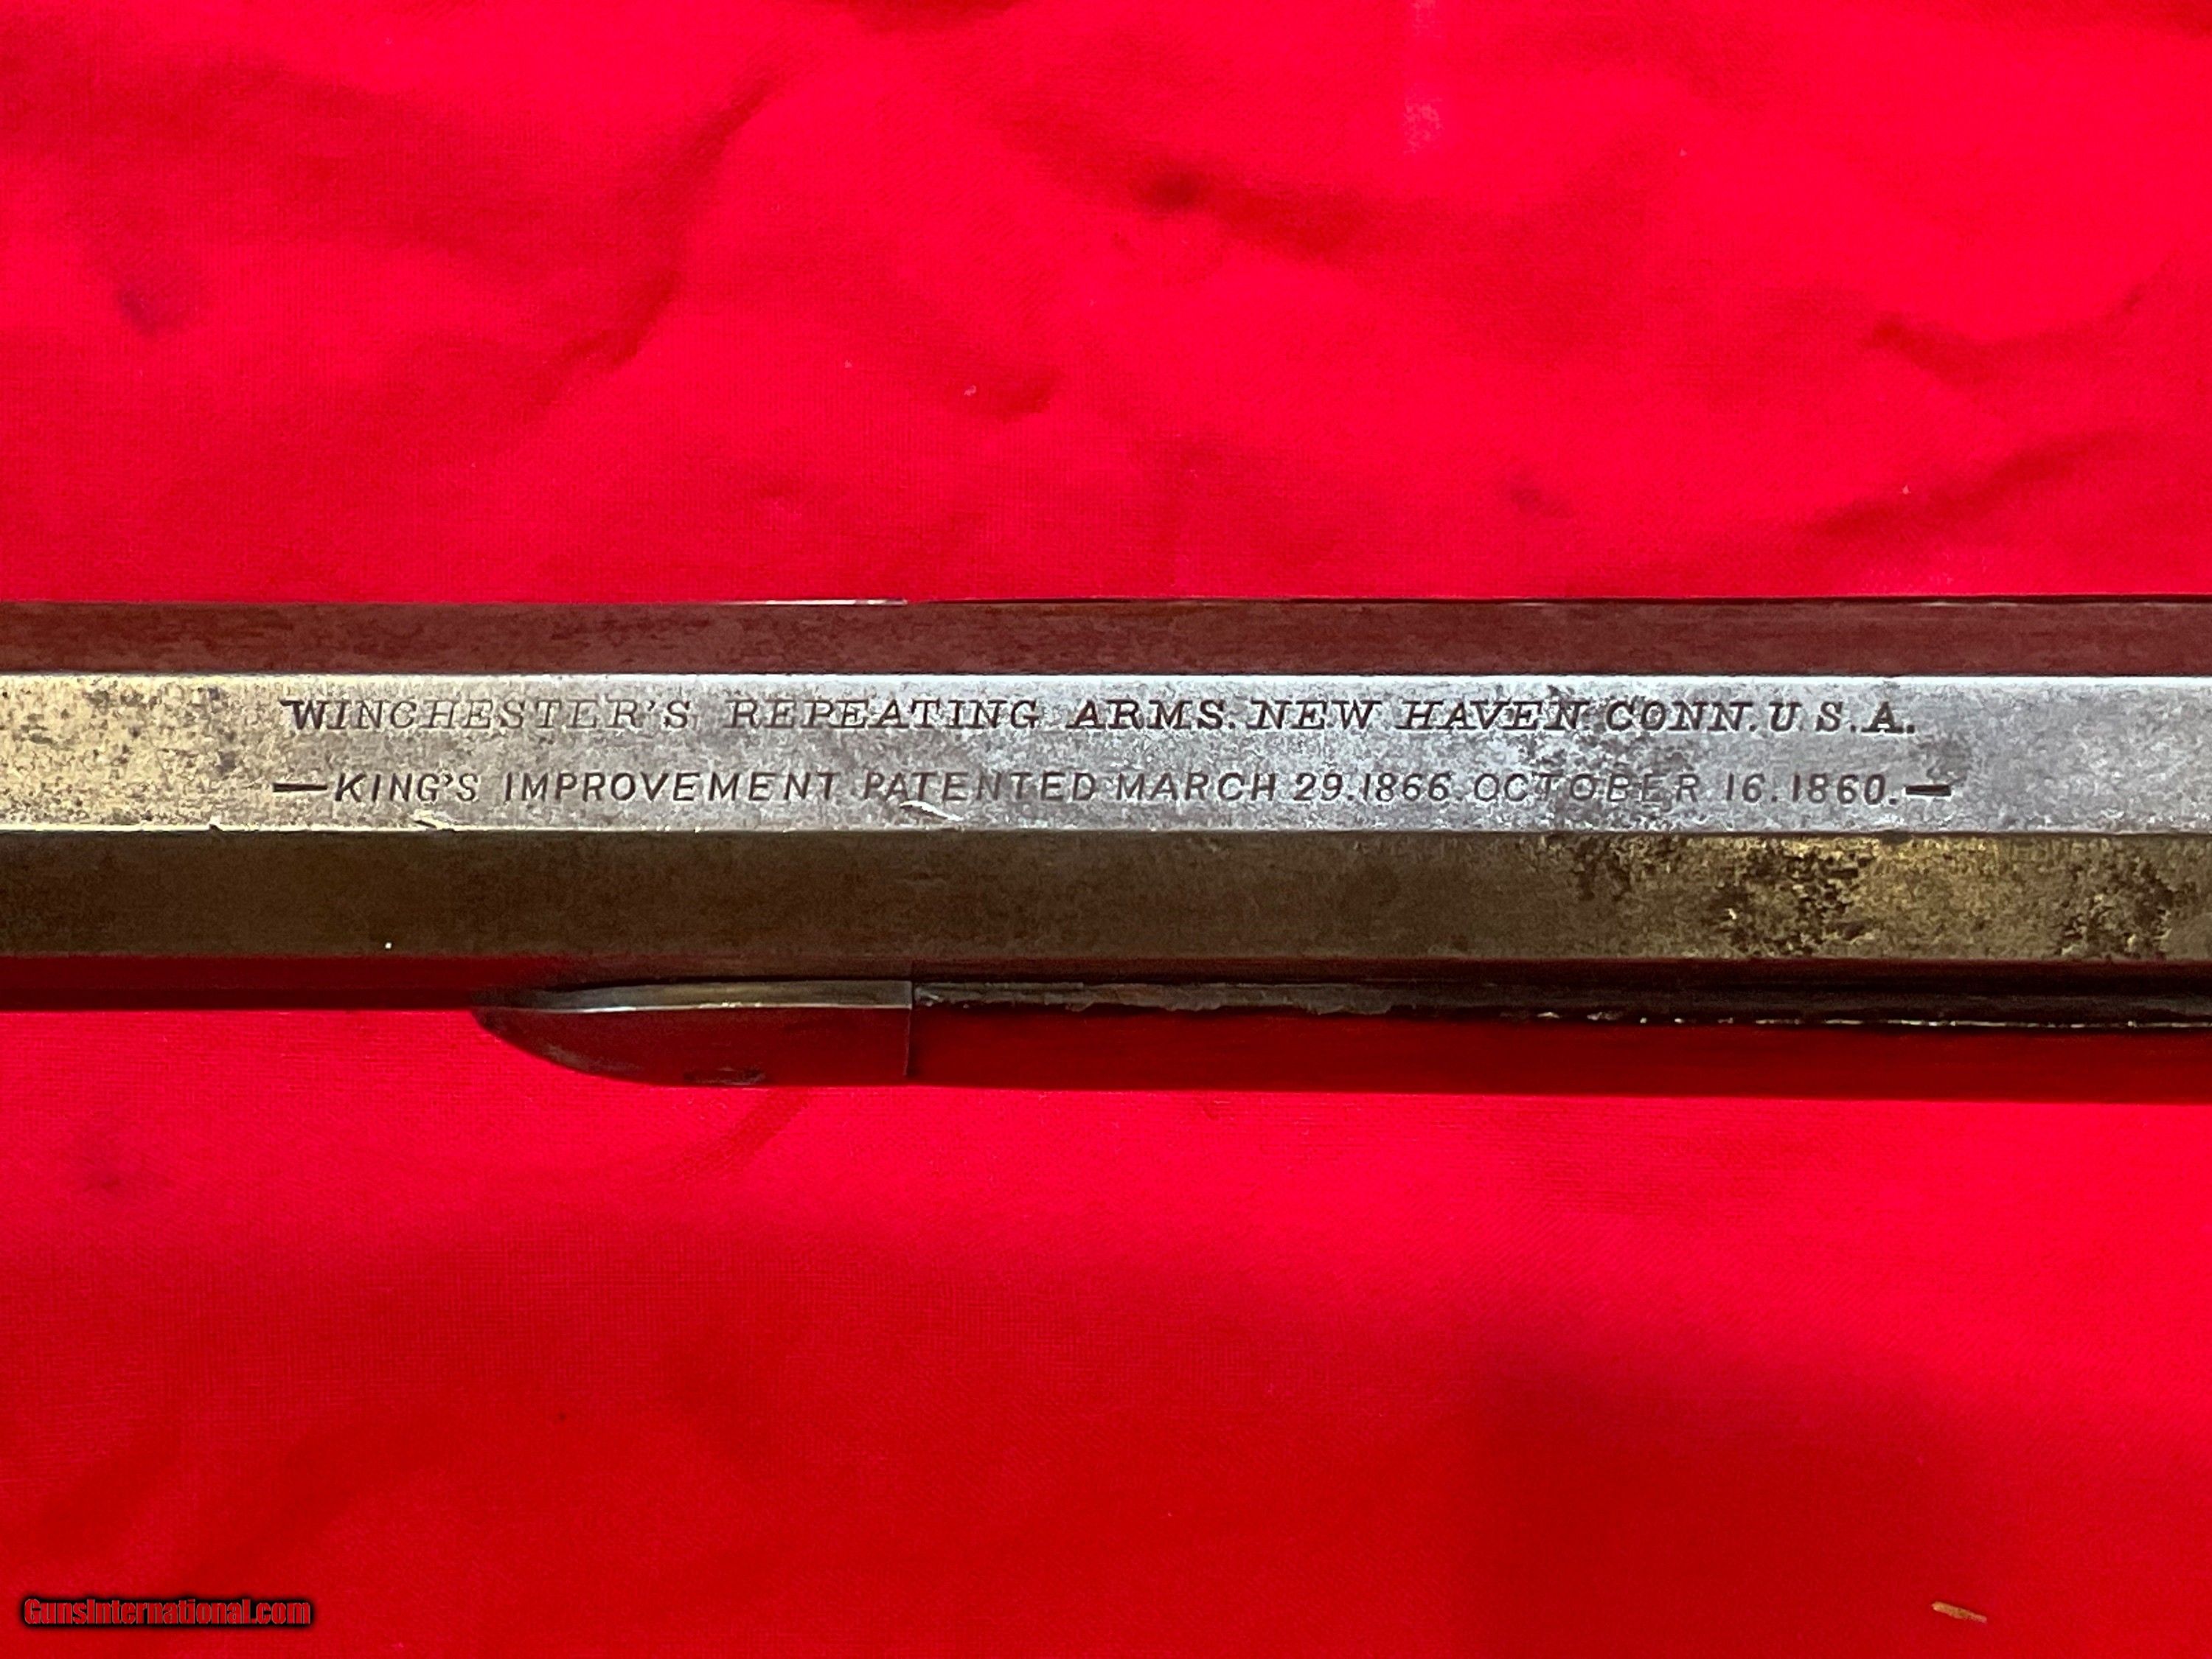 WINCHESTER'S REPEATING ARMS. NEW HAVEN CONN. U S. A.
—KING'S IMPROVEMENT PATENTED MARCH 29. 1866. OCTOBER 16. 1860.—
GunsInternational.com